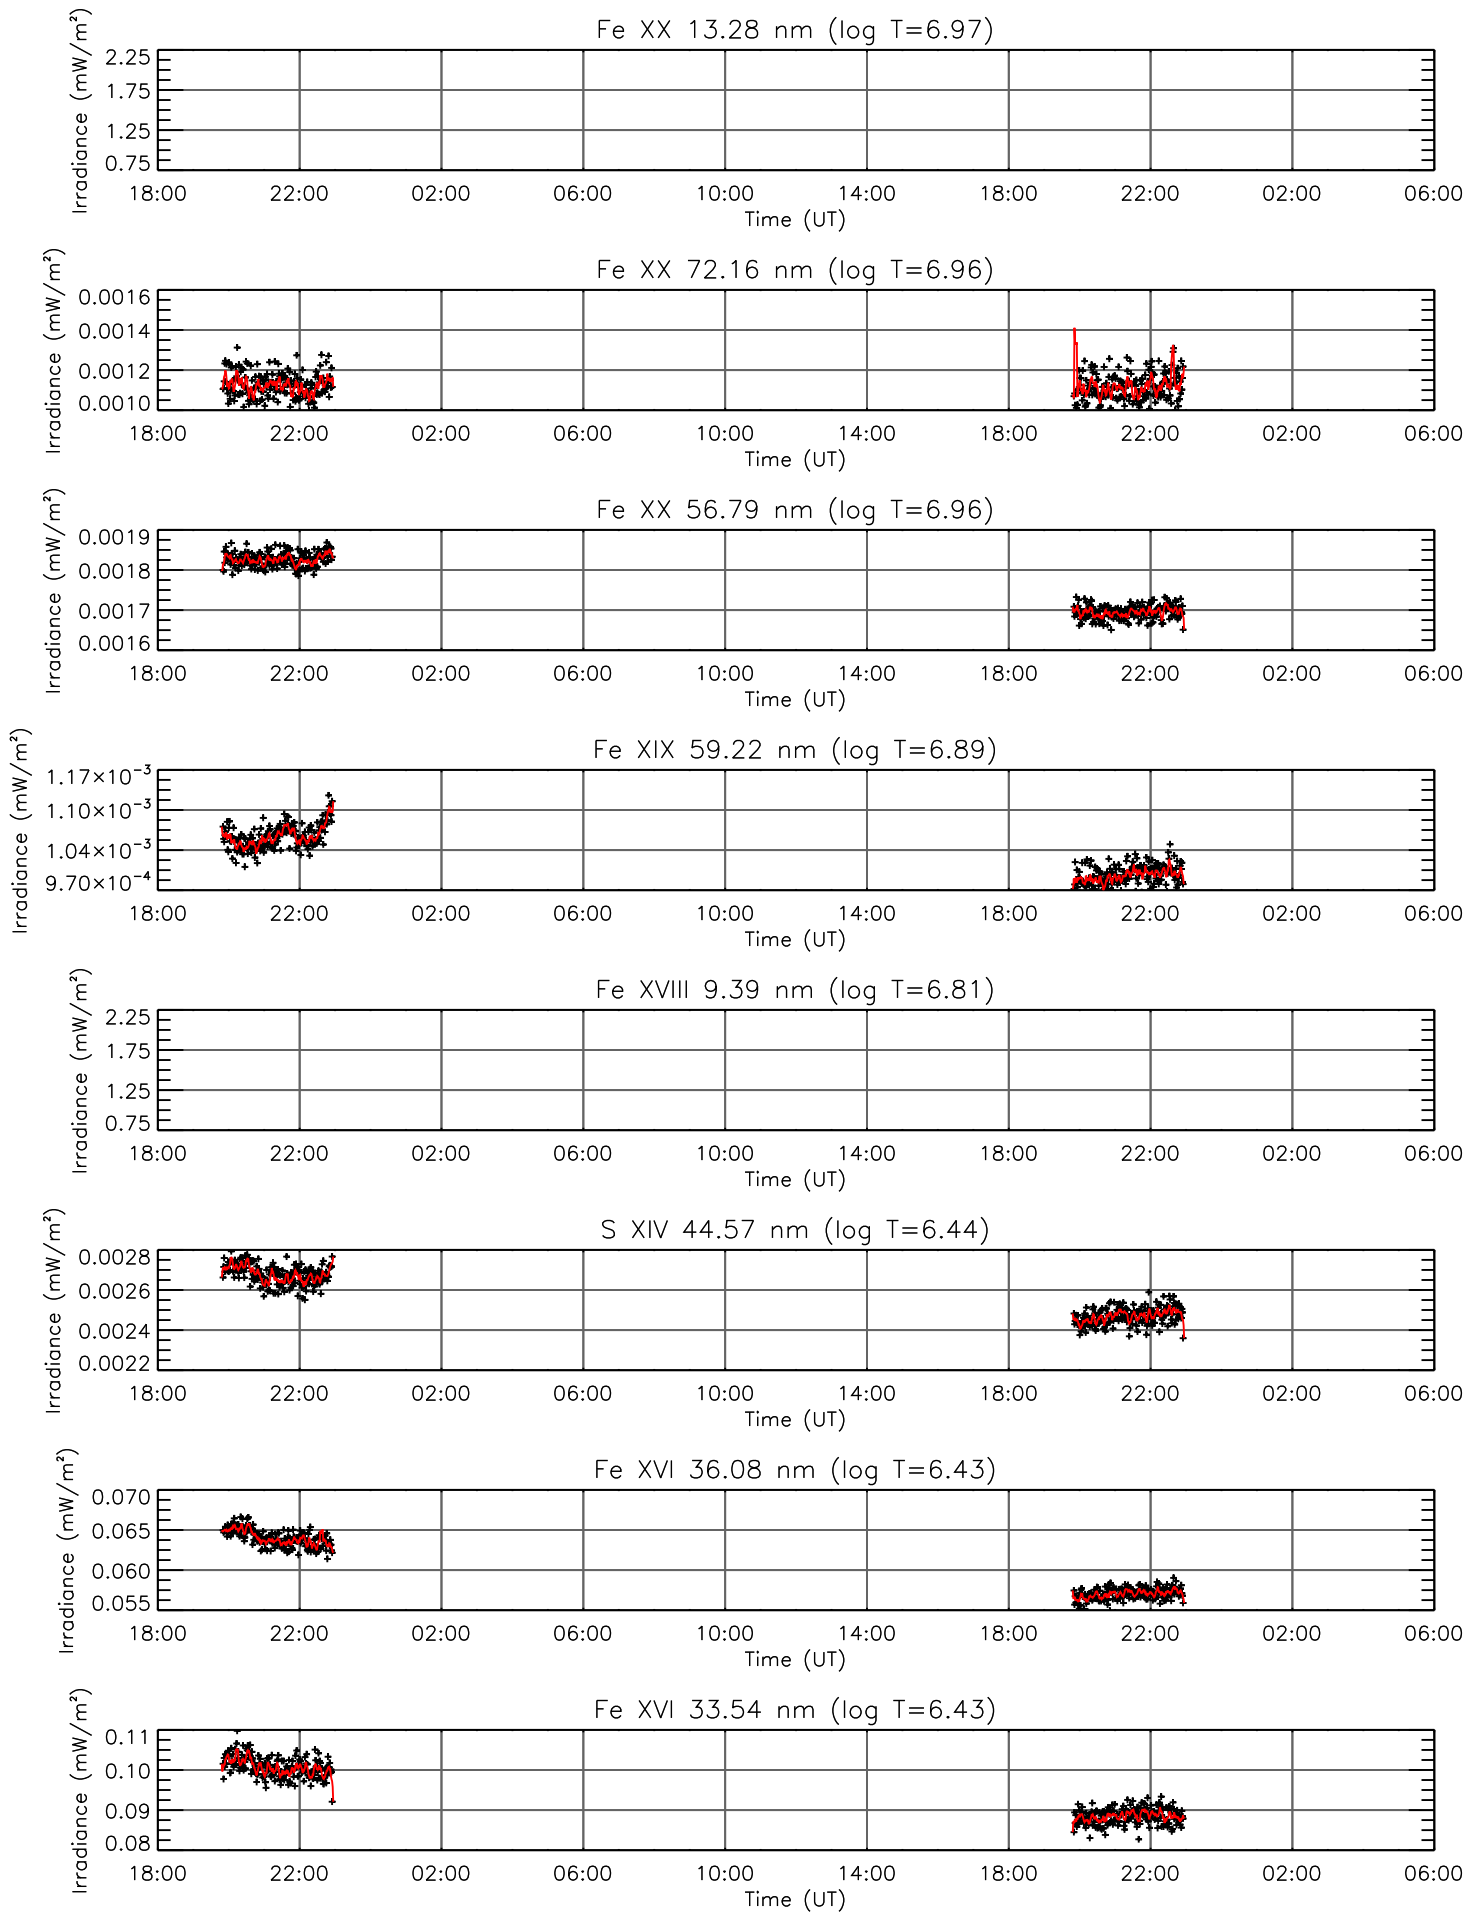 Fe XX 13.28 nm (log T=6.97)
Irradiance (mW/m²)
2.25
1.75
1.25
0.75
18:00 22:00 02:00 06:00 10:00 14:00 18:00 22:00 02:00 06:00
Time (UT)
Fe XX 72.16 nm (log T=6.96)
Irradiance (mW/m²)
0.0016
0.0014
0.0012
0.0010
18:00 22:00 02:00 06:00 10:00 14:00 18:00 22:00 02:00 06:00
Time (UT)
Fe XX 56.79 nm (log T=6.96)
Irradiance (mW/m²)
0.0019
0.0018
0.0017
0.0016
18:00 22:00 02:00 06:00 10:00 14:00 18:00 22:00 02:00 06:00
Time (UT)
Fe XIX 59.22 nm (log T=6.89)
Irradiance (mW/m²)
1.17×10⁻³
1.10×10⁻³
1.04×10⁻³
9.70×10⁻⁴
18:00 22:00 02:00 06:00 10:00 14:00 18:00 22:00 02:00 06:00
Time (UT)
Fe XVIII 9.39 nm (log T=6.81)
Irradiance (mW/m²)
2.25
1.75
1.25
0.75
18:00 22:00 02:00 06:00 10:00 14:00 18:00 22:00 02:00 06:00
Time (UT)
S XIV 44.57 nm (log T=6.44)
Irradiance (mW/m²)
0.0028
0.0026
0.0024
0.0022
18:00 22:00 02:00 06:00 10:00 14:00 18:00 22:00 02:00 06:00
Time (UT)
Fe XVI 36.08 nm (log T=6.43)
Irradiance (mW/m²)
0.070
0.065
0.060
0.055
18:00 22:00 02:00 06:00 10:00 14:00 18:00 22:00 02:00 06:00
Time (UT)
Fe XVI 33.54 nm (log T=6.43)
Irradiance (mW/m²)
0.11
0.10
0.09
0.08
18:00 22:00 02:00 06:00 10:00 14:00 18:00 22:00 02:00 06:00
Time (UT)